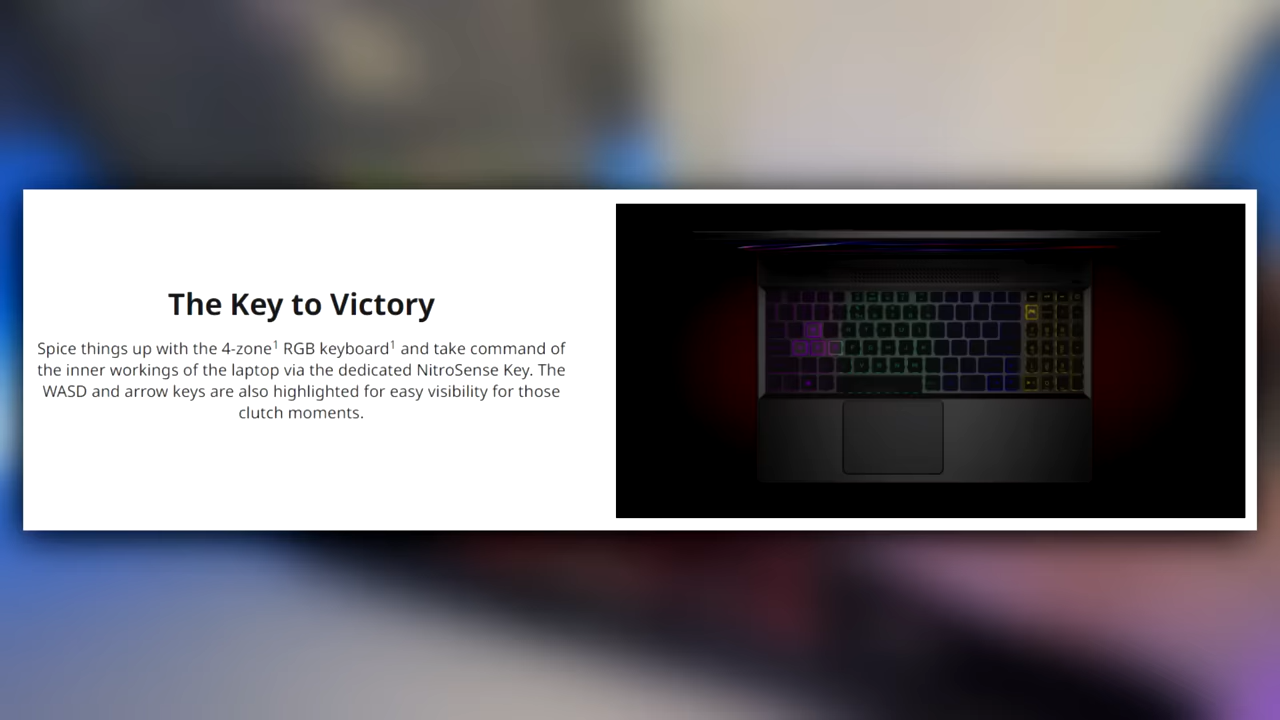 The Key to Victory
Spice things up with the 4-zone¹ RGB keyboard¹ and take command of
the inner workings of the laptop via the dedicated NitroSense Key. The
WASD and arrow keys are also highlighted for easy visibility for those
clutch moments.